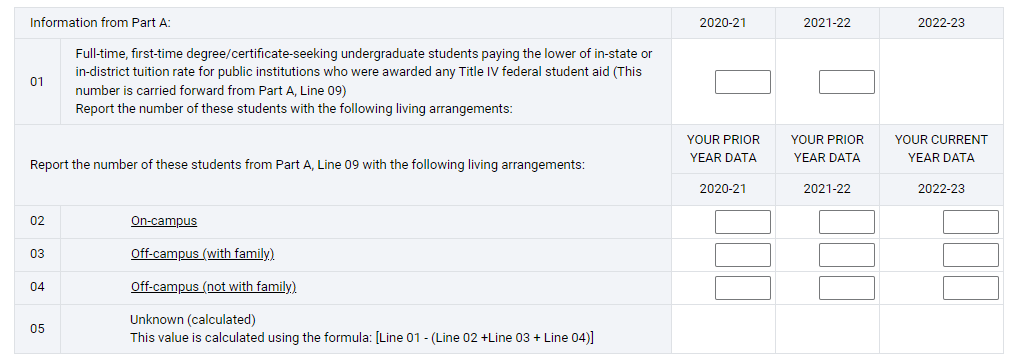 Information from Part A:
2020-21
2021-22
2022-23
01
Full-time, first-time degree/certificate-seeking undergraduate students paying the lower of in-state or
in-district tuition rate for public institutions who were awarded any Title IV federal student aid (This
number is carried forward from Part A, Line 09)
Report the number of these students with the following living arrangements:
Report the number of these students from Part A, Line 09 with the following living arrangements:
YOUR PRIOR
YEAR DATA
YOUR PRIOR
YEAR DATA
YOUR CURRENT
YEAR DATA
2020-21
2021-22
2022-23
02
On-campus
03
Off-campus (with family)
04
Off-campus (not with family)
05
Unknown (calculated)
This value is calculated using the formula: [Line 01 - (Line 02 +Line 03 + Line 04)]